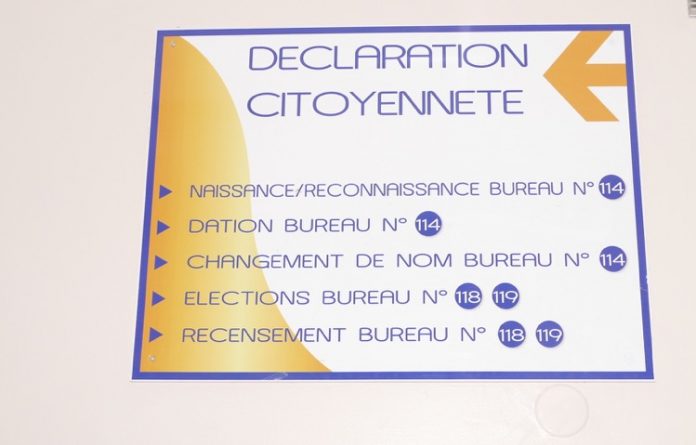 DECLARATION
CITOYENNETE
NAISSANCE/RECONNAISSANCE BUREAU N° 114
DATION BUREAU N° 114
CHANGEMENT DE NOM BUREAU N° 114
ELECTIONS BUREAU N° 118 119
RECENSEMENT BUREAU N° 118 119